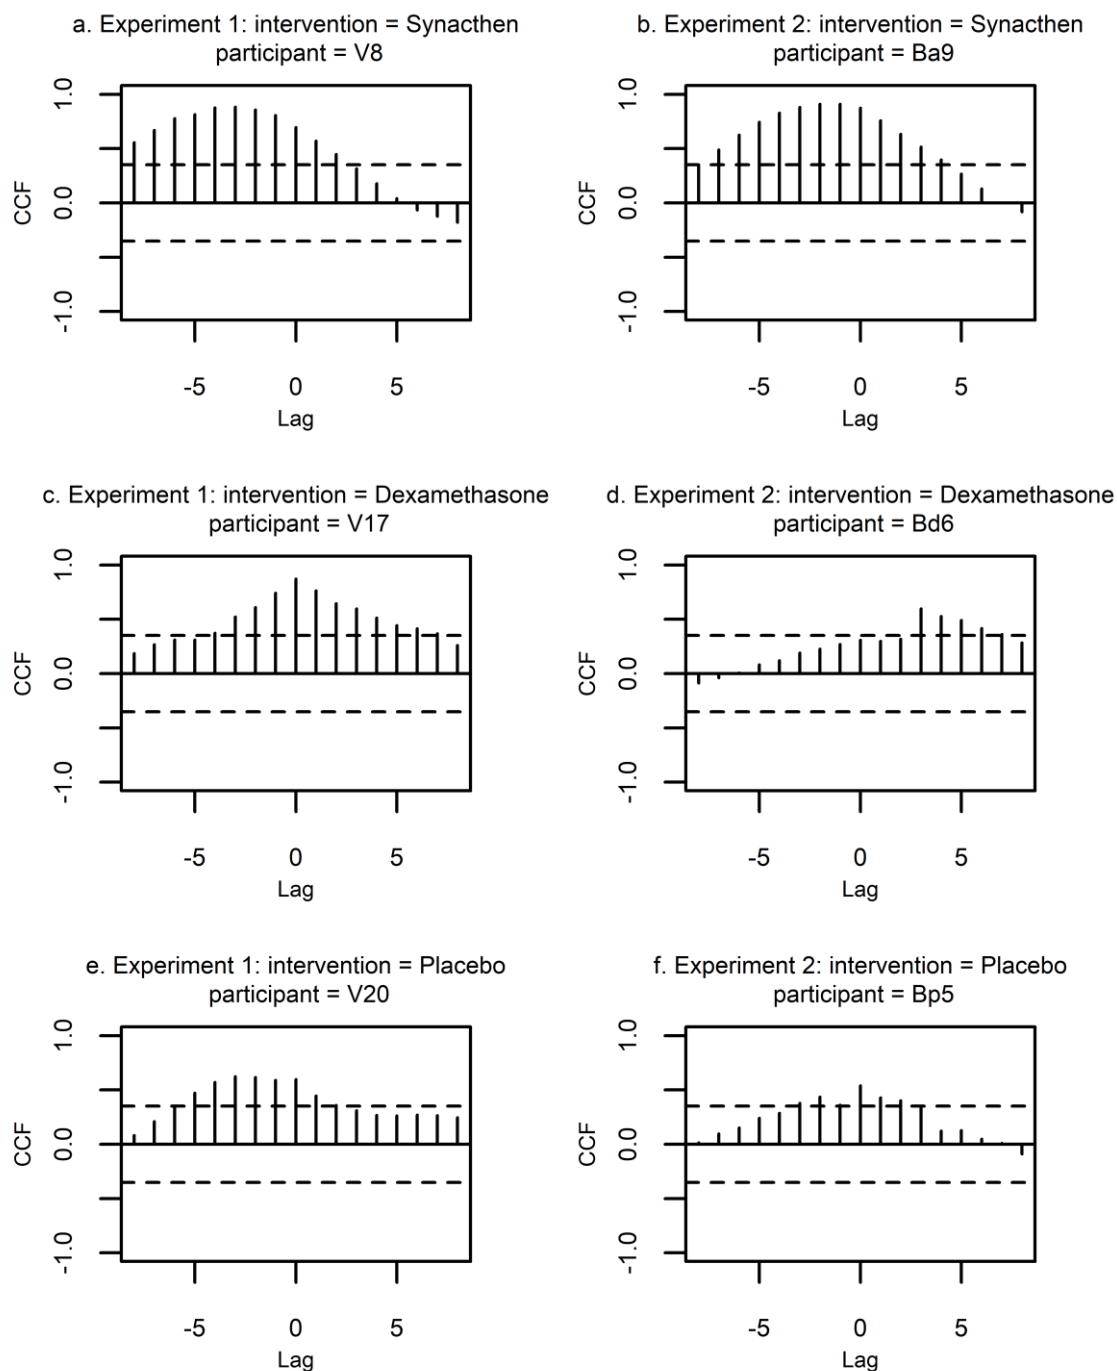 a. Experiment 1: intervention = Synacthen
participant = V8
CCF
1.0
0.0
-1.0
-5 0 5
Lag
b. Experiment 2: intervention = Synacthen
participant = Ba9
CCF
1.0
0.0
-1.0
-5 0 5
Lag
c. Experiment 1: intervention = Dexamethasone
participant = V17
CCF
1.0
0.0
-1.0
-5 0 5
Lag
d. Experiment 2: intervention = Dexamethasone
participant = Bd6
CCF
1.0
0.0
-1.0
-5 0 5
Lag
e. Experiment 1: intervention = Placebo
participant = V20
CCF
1.0
0.0
-1.0
-5 0 5
Lag
f. Experiment 2: intervention = Placebo
participant = Bp5
CCF
1.0
0.0
-1.0
-5 0 5
Lag